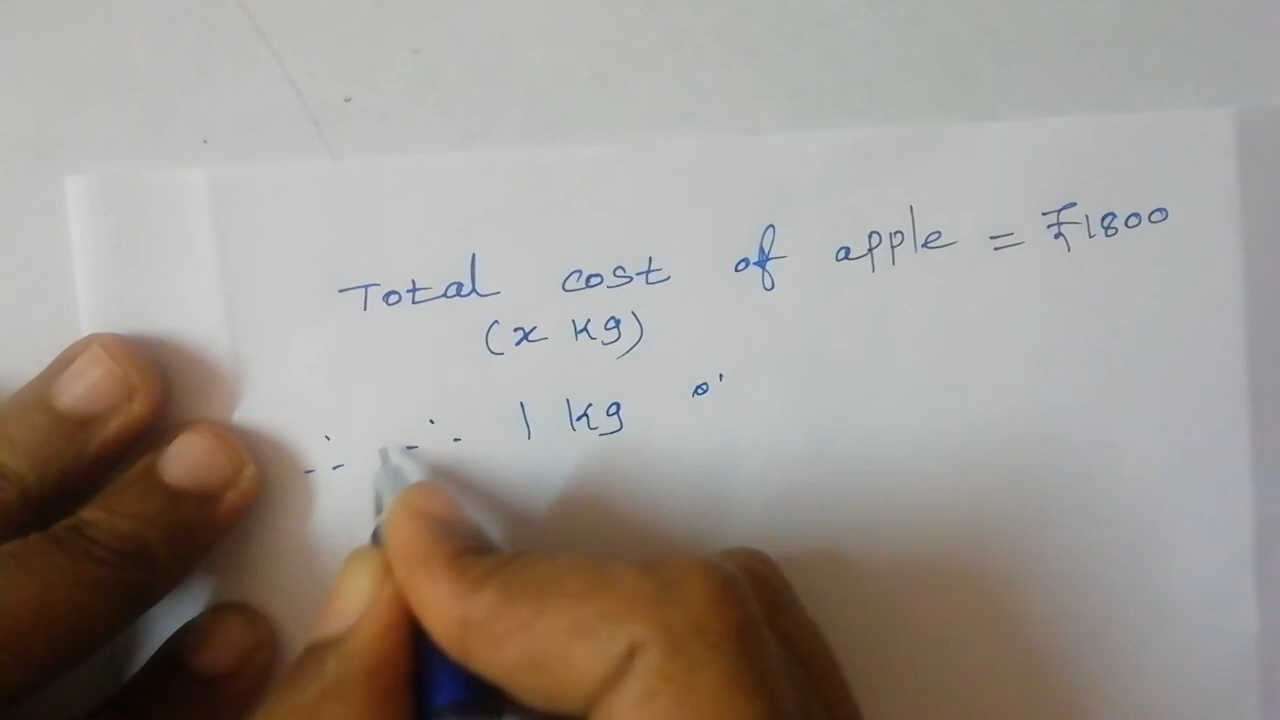 Total cost of apple = ₹1800
(x kg)
∴ ∴ 1 kg